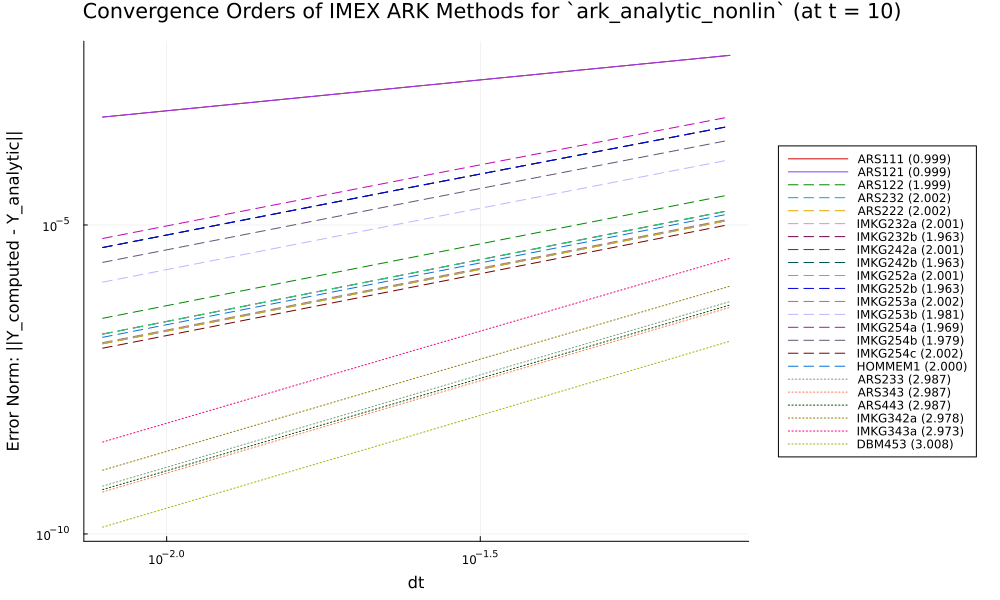 Convergence Orders of IMEX ARK Methods for `ark_analytic_nonlin` (at t = 10)
Error Norm: ||Y_computed - Y_analytic||
10^-5
10^-10
10^-2.0
10^-1.5
dt
ARS111 (0.999)
ARS121 (0.999)
ARS122 (1.999)
ARS232 (2.002)
ARS222 (2.002)
IMKG232a (2.001)
IMKG232b (1.963)
IMKG242a (2.001)
IMKG242b (1.963)
IMKG252a (2.001)
IMKG252b (1.963)
IMKG253a (2.002)
IMKG253b (1.981)
IMKG254a (1.969)
IMKG254b (1.979)
IMKG254c (2.002)
HOMMEM1 (2.000)
ARS233 (2.987)
ARS343 (2.987)
ARS443 (2.987)
IMKG342a (2.978)
IMKG343a (2.973)
DBM453 (3.008)